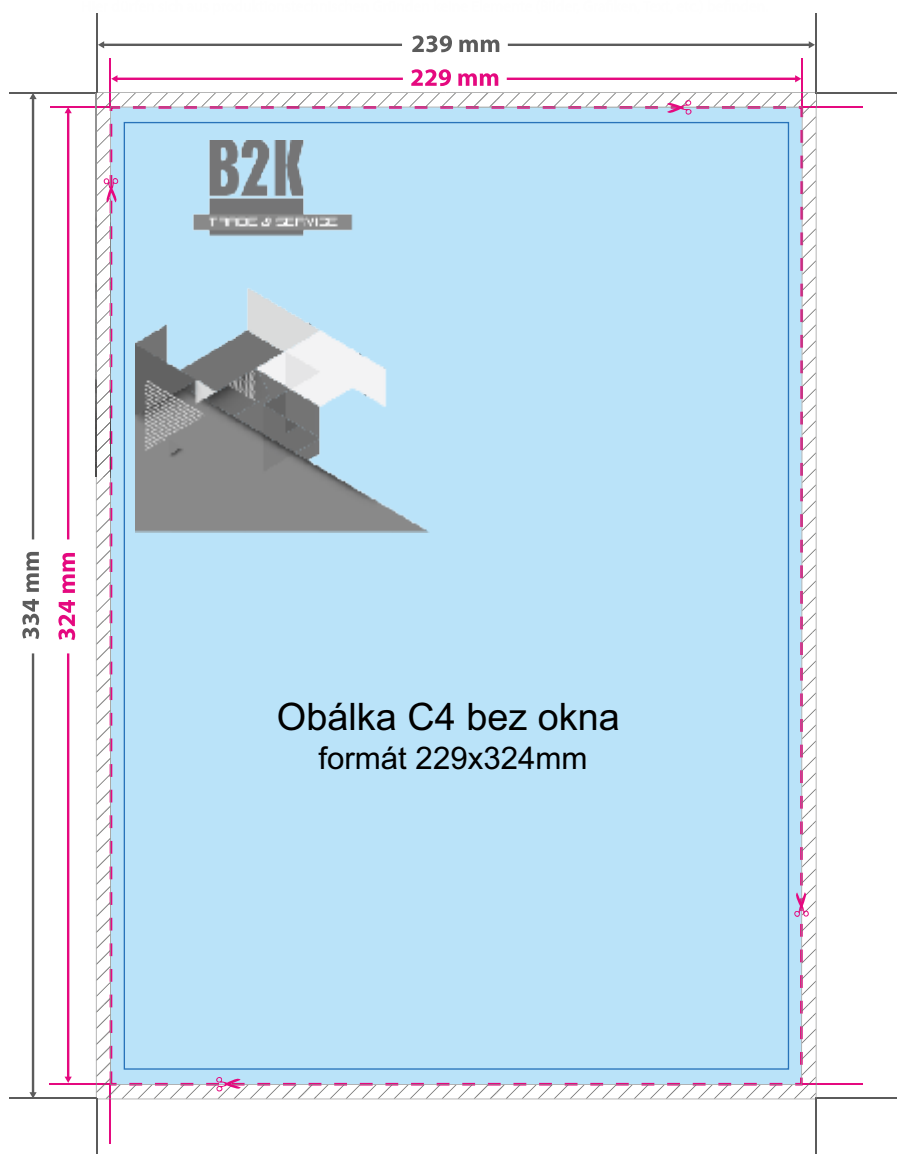 239 mm
229 mm
B2K
TRADE & SERVICE
334 mm
324 mm
Obálka C4 bez okna
formát 229x324mm